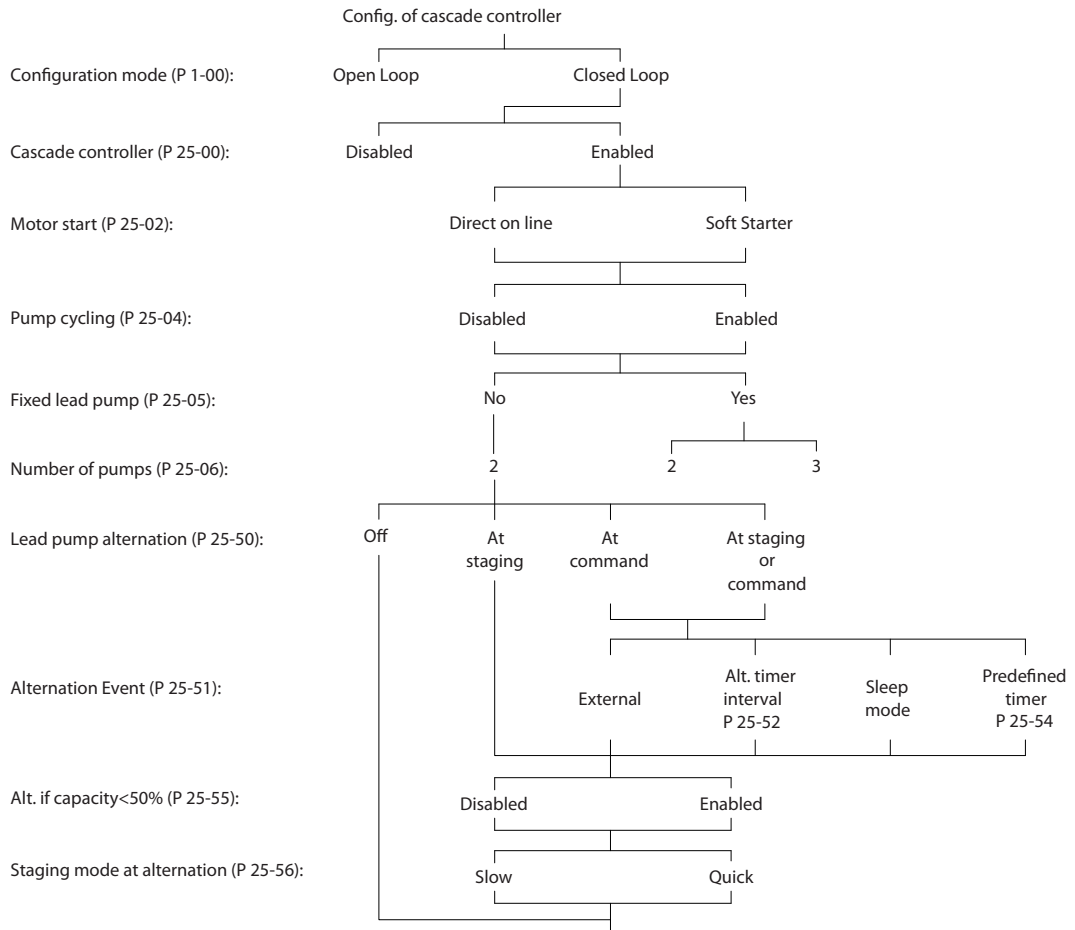 Config. of cascade controller
Configuration mode (P 1-00):
Open Loop
Closed Loop
Cascade controller (P 25-00):
Disabled
Enabled
Motor start (P 25-02):
Direct on line
Soft Starter
Pump cycling (P 25-04):
Disabled
Enabled
Fixed lead pump (P 25-05):
No
Yes
Number of pumps (P 25-06):
2
2
3
Lead pump alternation (P 25-50):
Off
At
staging
At
command
At staging
or
command
Alternation Event (P 25-51):
External
Alt. timer
interval
P 25-52
Sleep
mode
Predefined
timer
P 25-54
Alt. if capacity<50% (P 25-55):
Disabled
Enabled
Staging mode at alternation (P 25-56):
Slow
Quick